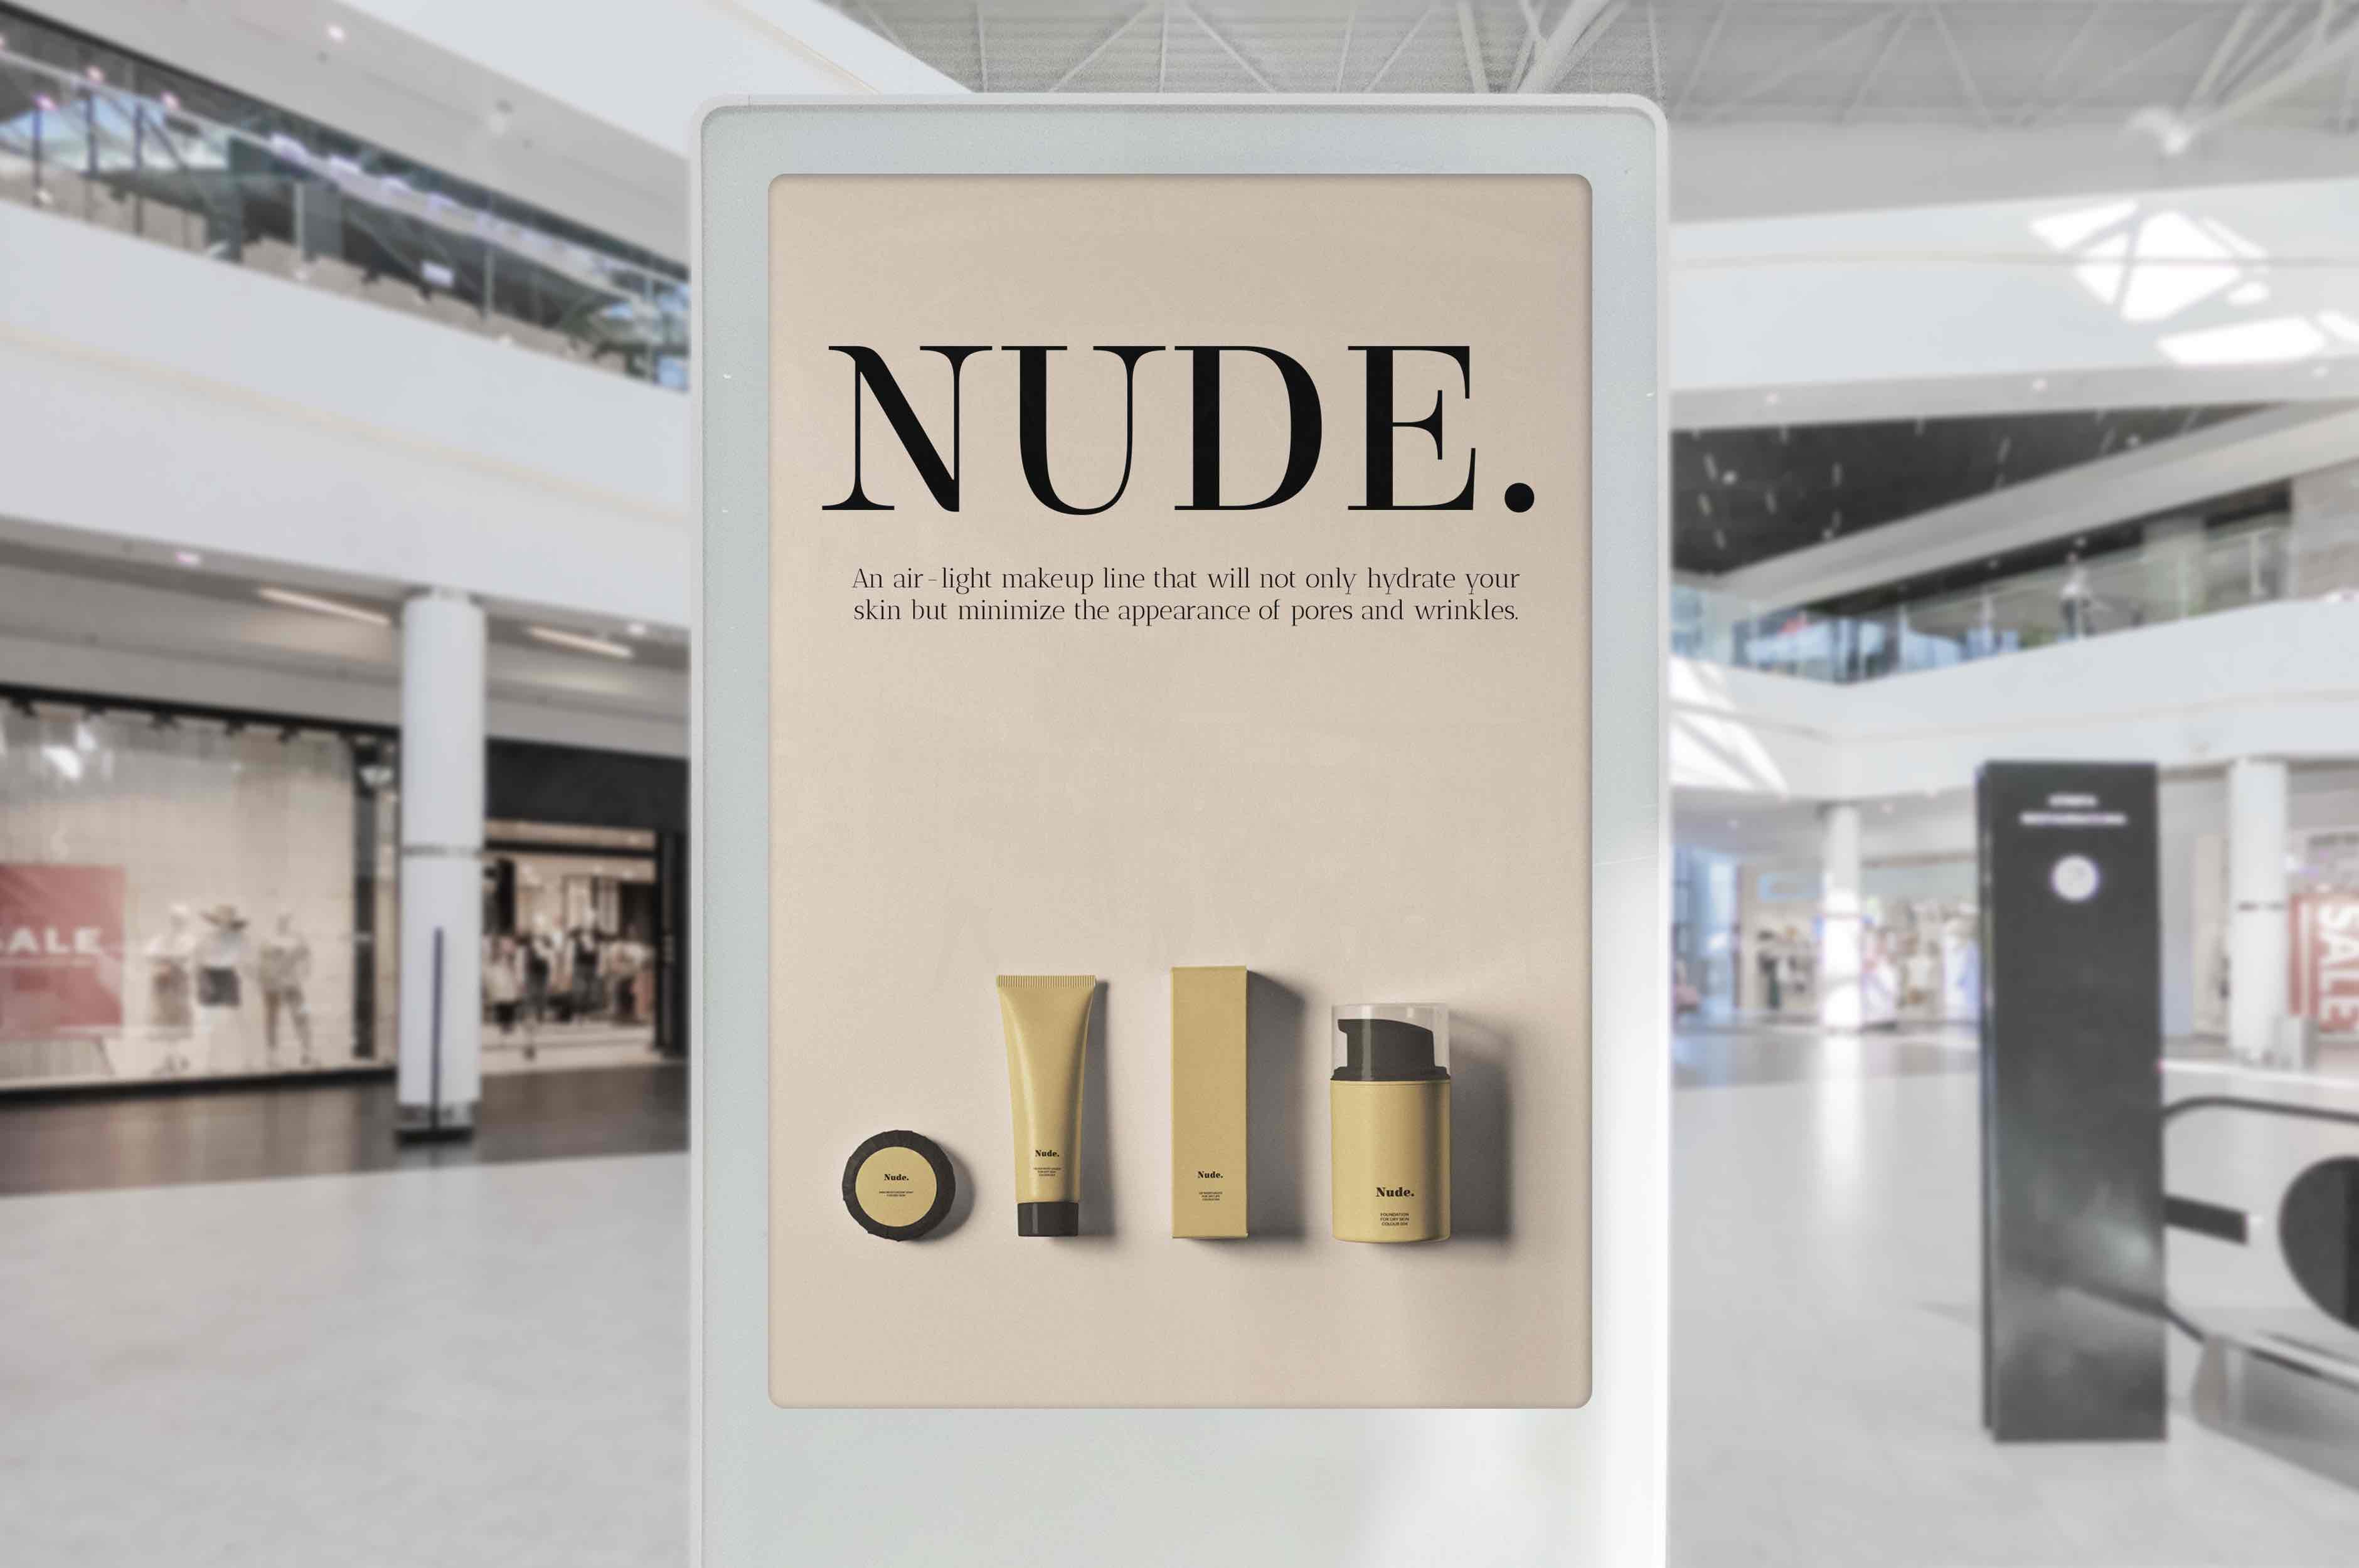 NUDE.
An air-light makeup line that will not only hydrate your
skin but minimize the appearance of pores and wrinkles.
SALE
Nude.
Nude.
Nude.
Nude.
FOUNDATION
FOR DRY SKIN
SALE